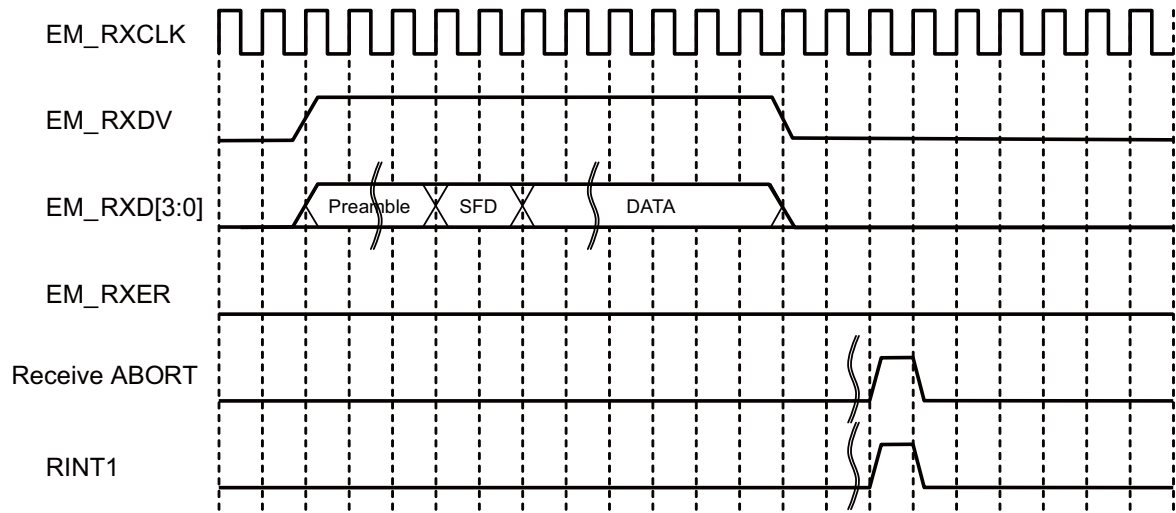 EM_RXCLK
EM_RXDV
EM_RXD[3:0]
Preamble SFD DATA
EM_RXER
Receive ABORT
RINT1